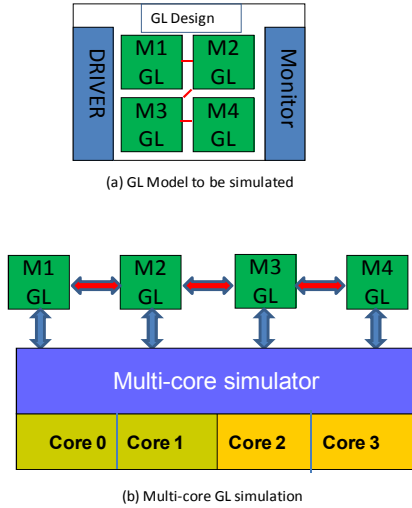 GL Design
DRIVER
M1
GL
M2
GL
M3
GL
M4
GL
Monitor
(a) GL Model to be simulated
M1
GL
M2
GL
M3
GL
M4
GL
Multi-core simulator
Core 0
Core 1
Core 2
Core 3
(b) Multi-core GL simulation